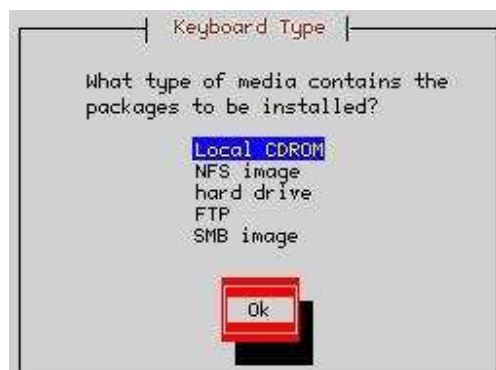 Keyboard Type
What type of media contains the
packages to be installed?
Local CDROM
NFS image
hard drive
FTP
SMB image
Ok